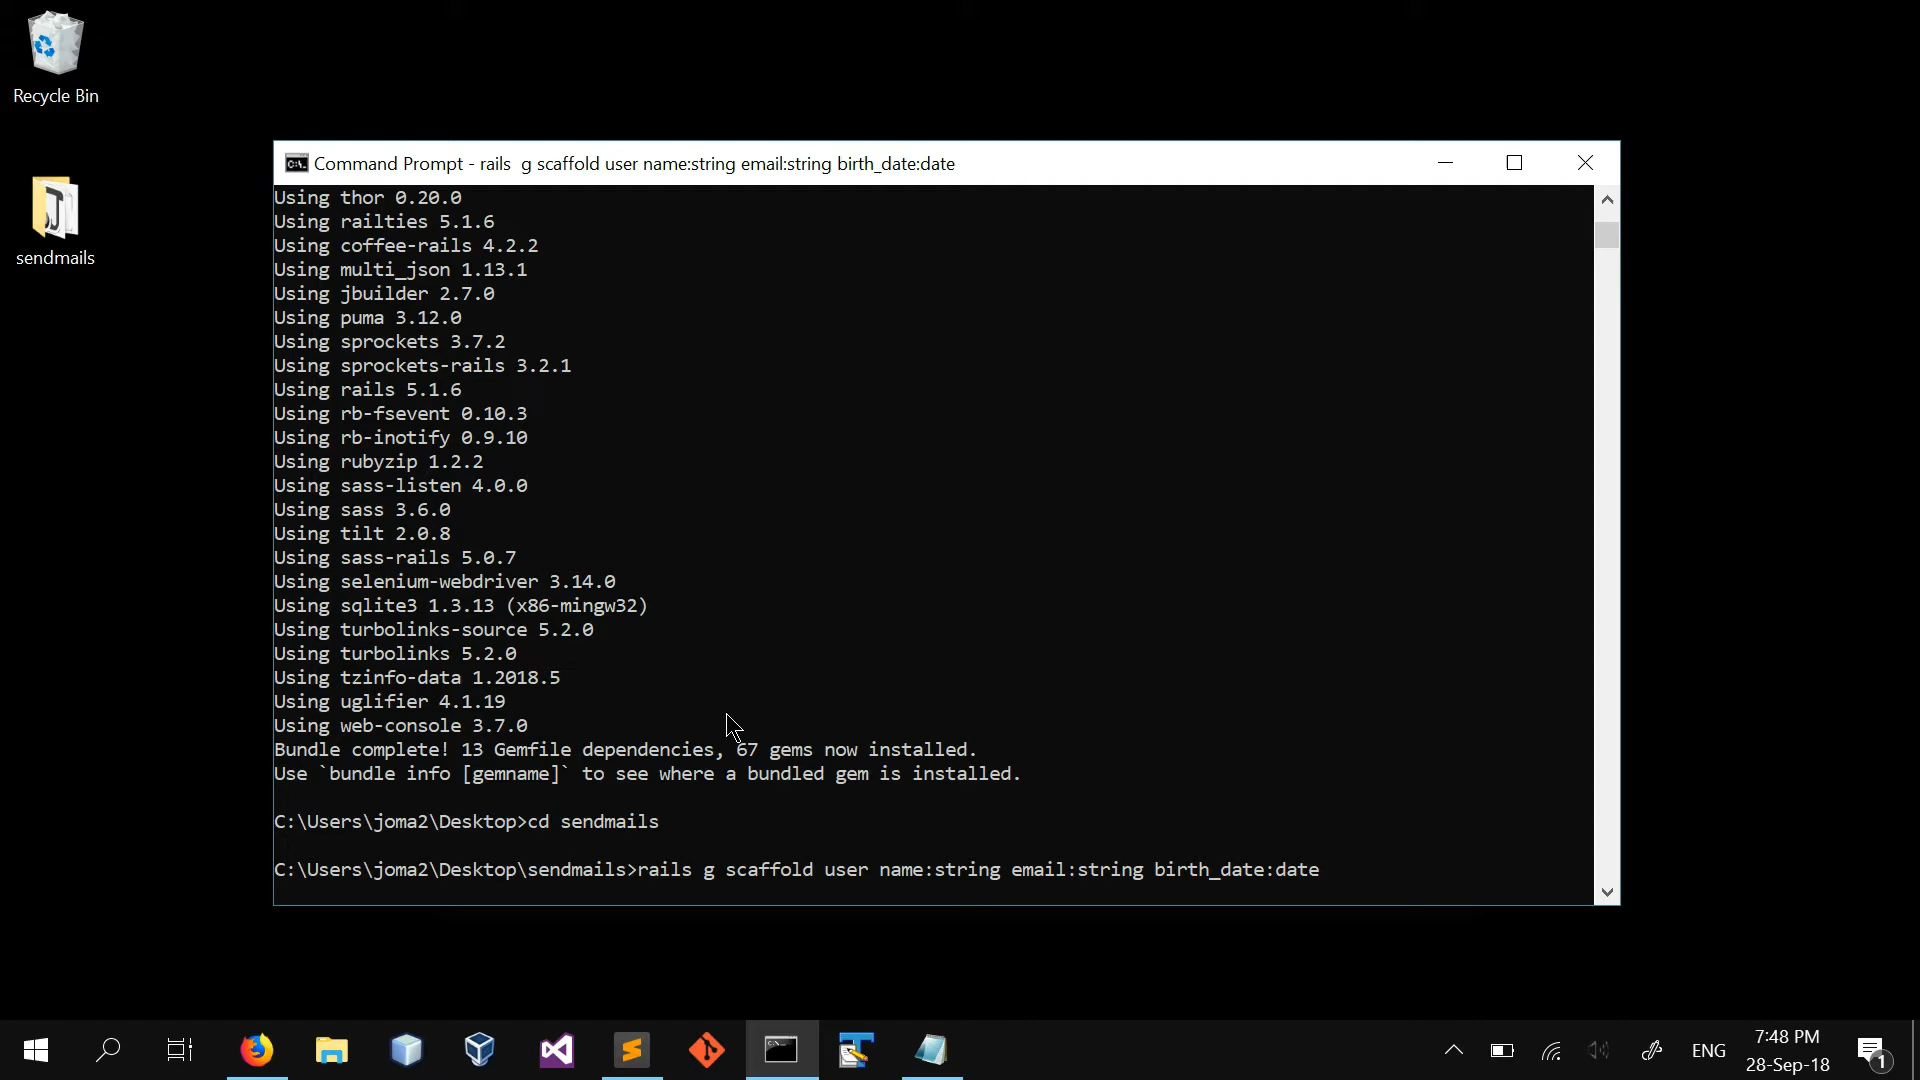 Recycle Bin
sendmails
Command Prompt - rails  g scaffold user name:string email:string birth_date:date
Using thor 0.20.0
Using railties 5.1.6
Using coffee-rails 4.2.2
Using multi_json 1.13.1
Using jbuilder 2.7.0
Using puma 3.12.0
Using sprockets 3.7.2
Using sprockets-rails 3.2.1
Using rails 5.1.6
Using rb-fsevent 0.10.3
Using rb-inotify 0.9.10
Using rubyzip 1.2.2
Using sass-listen 4.0.0
Using sass 3.6.0
Using tilt 2.0.8
Using sass-rails 5.0.7
Using selenium-webdriver 3.14.0
Using sqlite3 1.3.13 (x86-mingw32)
Using turbolinks-source 5.2.0
Using turbolinks 5.2.0
Using tzinfo-data 1.2018.5
Using uglifier 4.1.19
Using web-console 3.7.0
Bundle complete! 13 Gemfile dependencies, 67 gems now installed.
Use `bundle info [gemname]` to see where a bundled gem is installed.
C:\Users\joma2\Desktop>cd sendmails
C:\Users\joma2\Desktop\sendmails>rails g scaffold user name:string email:string birth_date:date
ENG
7:48 PM
28-Sep-18
1